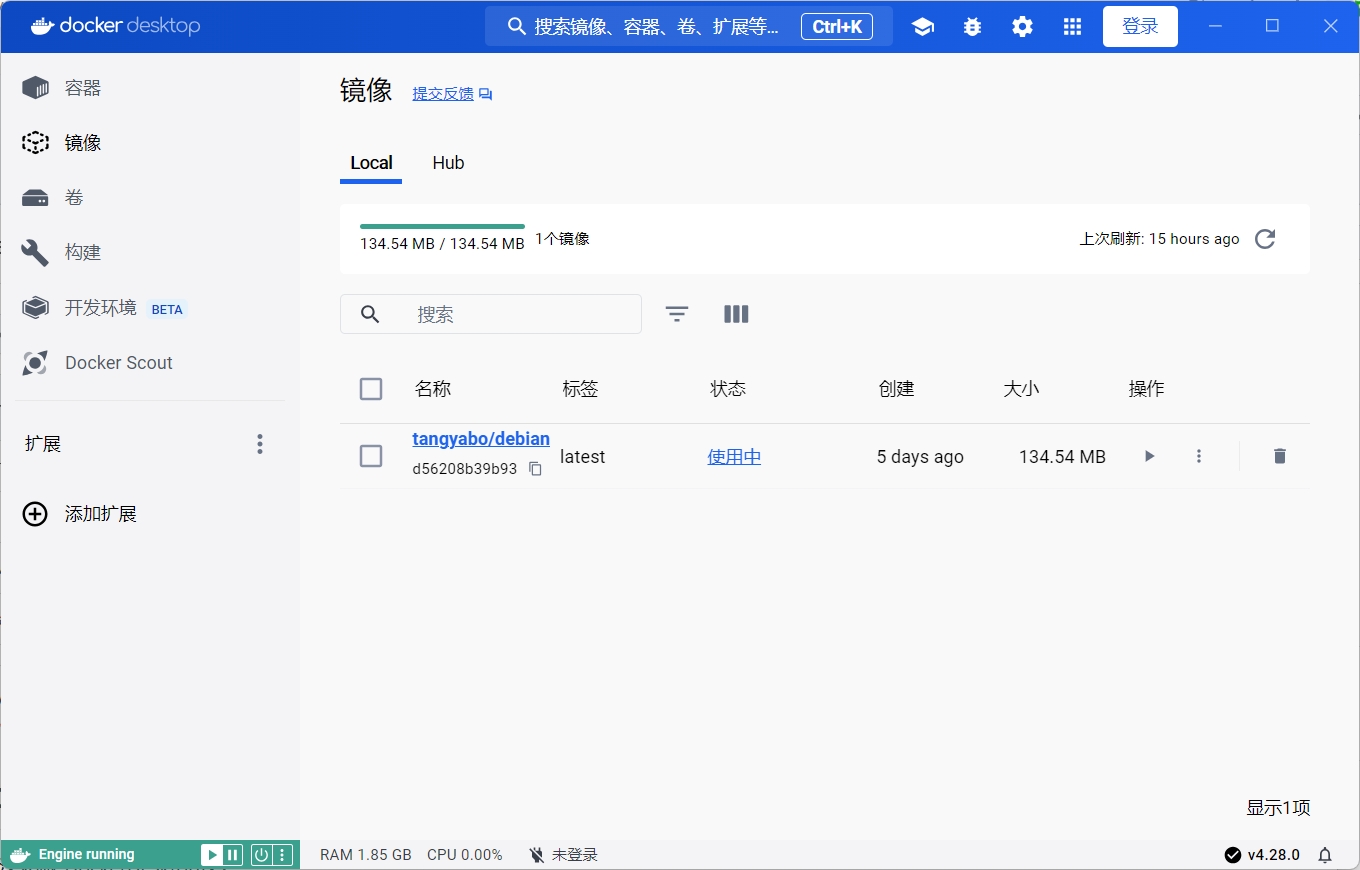 docker desktop
搜索镜像、容器、卷、扩展等...
Ctrl+K
登录
容器
镜像
卷
构建
开发环境 BETA
Docker Scout
扩展
添加扩展
镜像 提交反馈
Local Hub
134.54 MB / 134.54 MB 1个镜像
上次刷新: 15 hours ago
搜索
名称 标签 状态 创建 大小 操作
tangyabo/debian
d56208b39b93
latest 使用中 5 days ago 134.54 MB
显示1项
Engine running
RAM 1.85 GB CPU 0.00% 未登录
v4.28.0